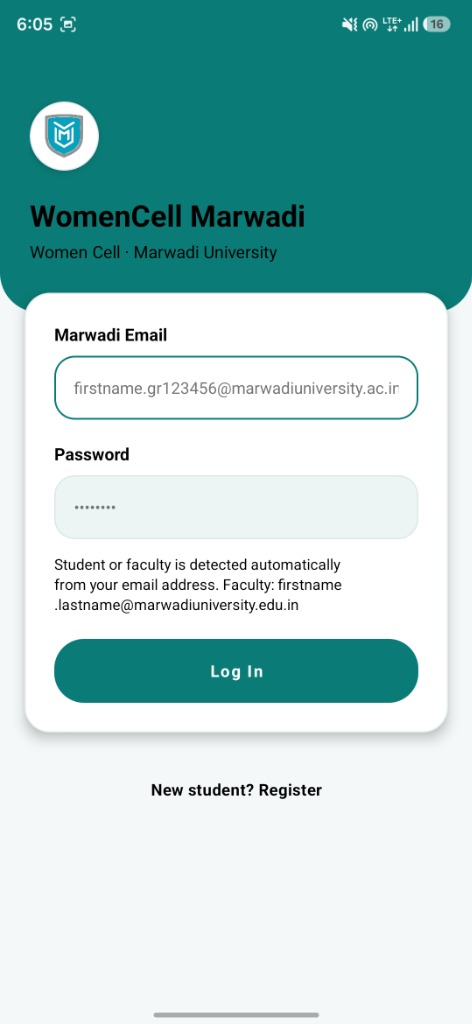 6:05 LTE+ 16
WomenCell Marwadi
Women Cell · Marwadi University
Marwadi Email
firstname.gr123456@marwadiuniversity.ac.in
Password
••••••••
Student or faculty is detected automatically
from your email address. Faculty: firstname
.lastname@marwadiuniversity.edu.in
Log In
New student? Register